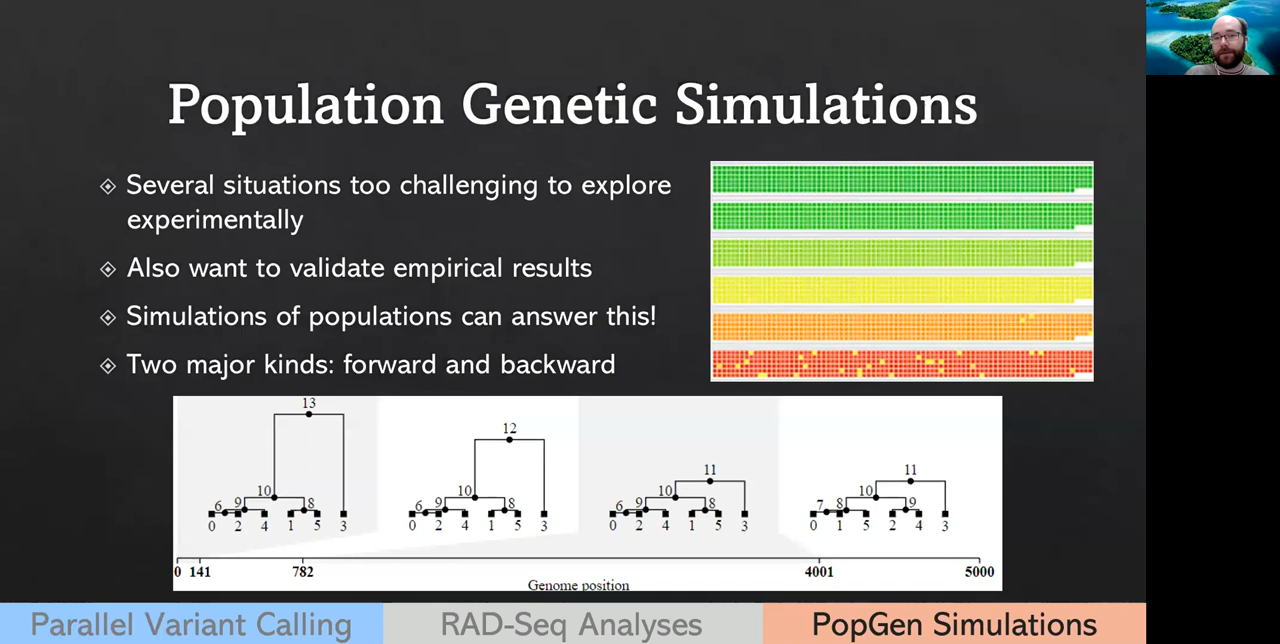 Population Genetic Simulations
Several situations too challenging to explore
experimentally
Also want to validate empirical results
Simulations of populations can answer this!
Two major kinds: forward and backward
13
10
6 9 8
0 2 4 1 5 3
12
10
6 9 8
0 2 4 1 5 3
11
10
6 9 8
0 2 4 1 5 3
11
10
7 8 9
0 1 5 2 4 3
0 141 782 4001 5000
Genome position
Parallel Variant Calling
RAD-Seq Analyses
PopGen Simulations